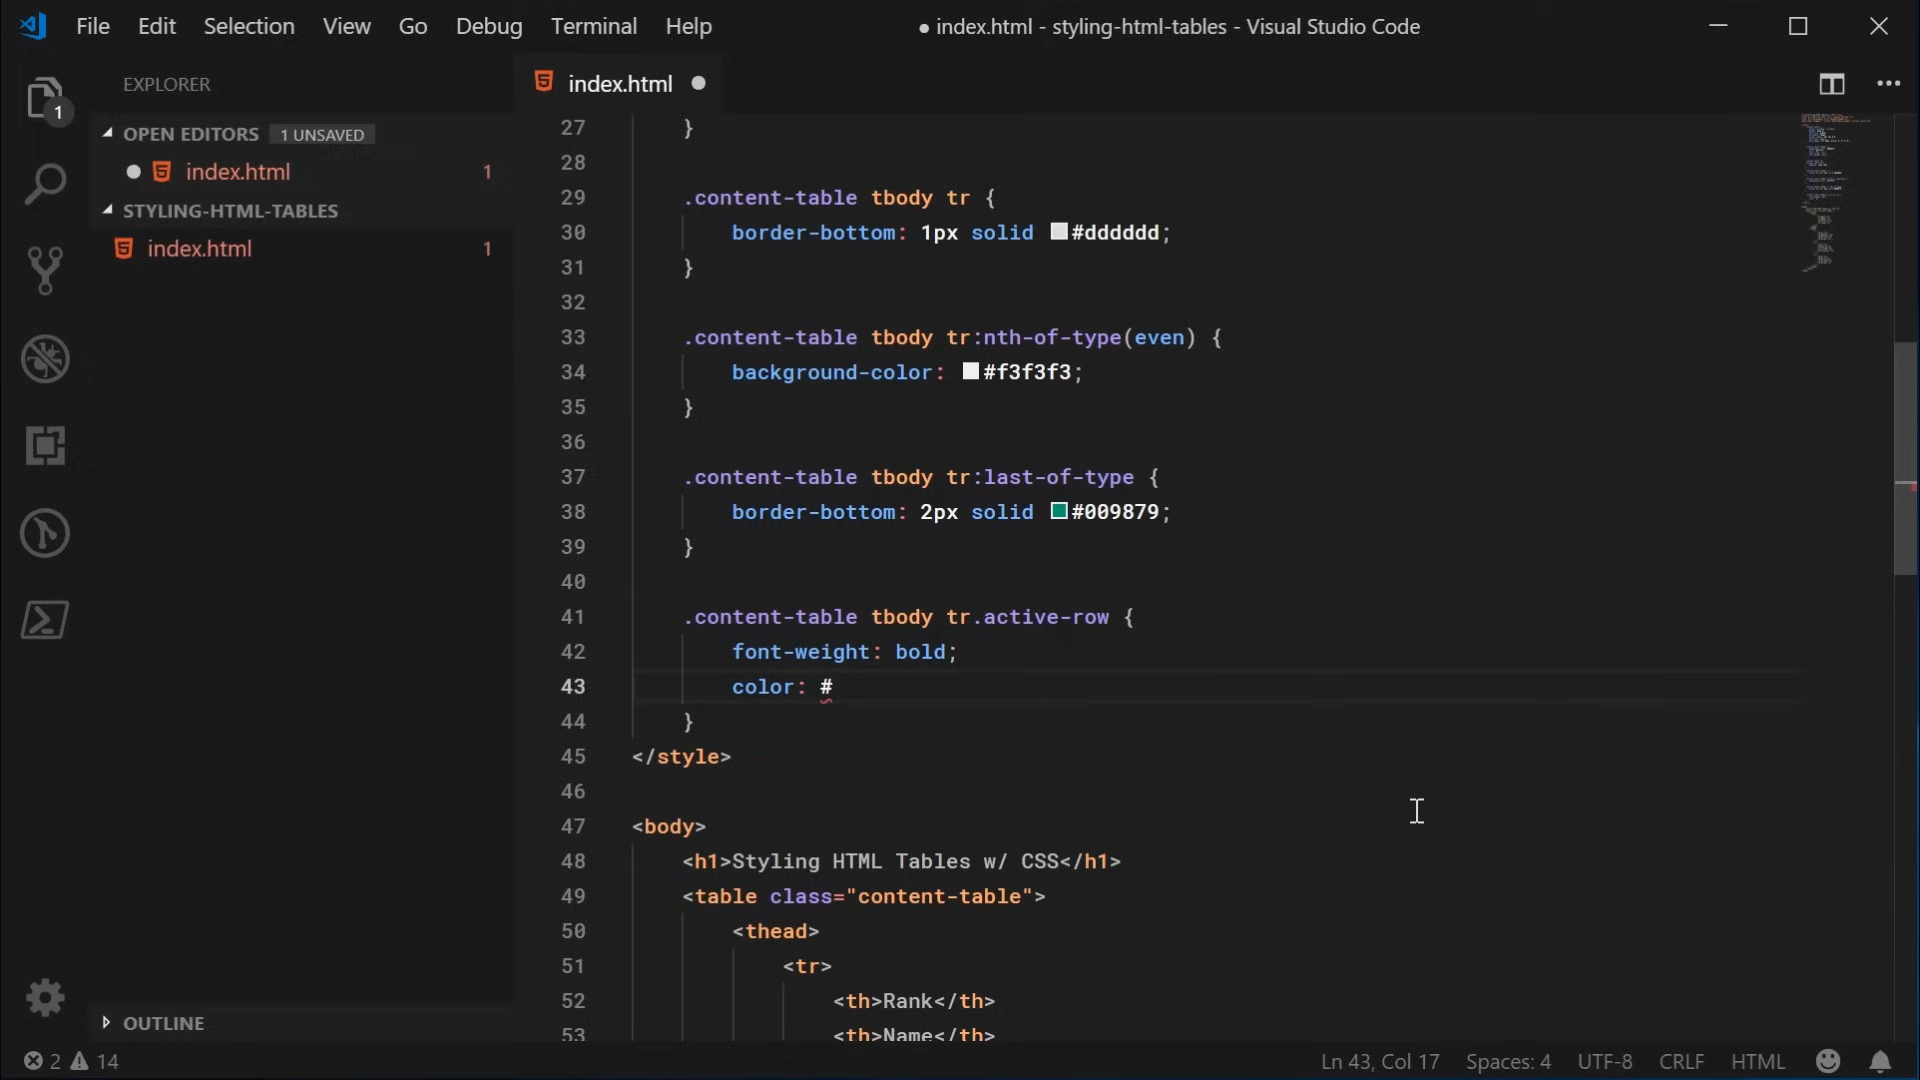 File Edit Selection View Go Debug Terminal Help
● index.html - styling-html-tables - Visual Studio Code
EXPLORER
OPEN EDITORS 1 UNSAVED
index.html 1
STYLING-HTML-TABLES
index.html 1
OUTLINE
1
index.html
27 }
28
29 .content-table tbody tr {
30 border-bottom: 1px solid #dddddd;
31 }
32
33 .content-table tbody tr:nth-of-type(even) {
34 background-color: #f3f3f3;
35 }
36
37 .content-table tbody tr:last-of-type {
38 border-bottom: 2px solid #009879;
39 }
40
41 .content-table tbody tr.active-row {
42 font-weight: bold;
43 color: #
44 }
45 </style>
46
47 <body>
48 <h1>Styling HTML Tables w/ CSS</h1>
49 <table class="content-table">
50 <thead>
51 <tr>
52 <th>Rank</th>
53 <th>Name</th>
2 14
Ln 43, Col 17 Spaces: 4 UTF-8 CRLF HTML